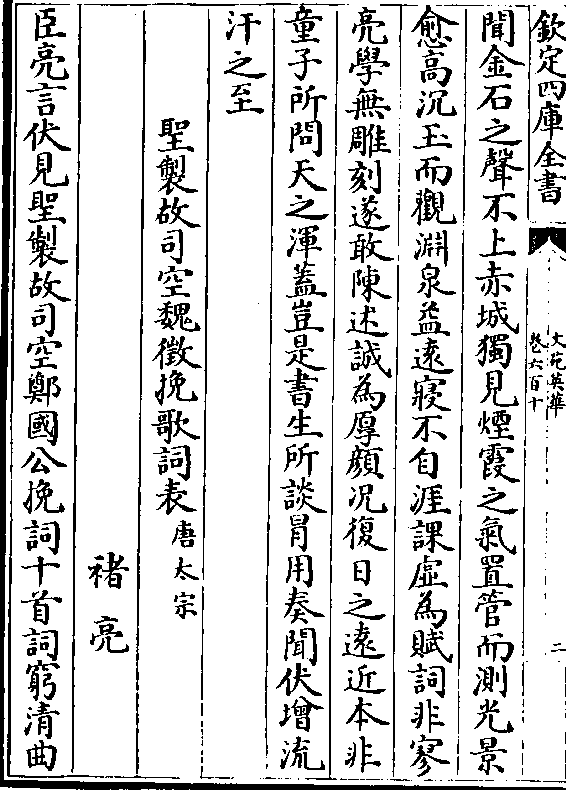 欽定四庫全書
文苑英華
卷六百十
二
聞金石之聲不上赤城獨見煙霞之氣置管而測光景
愈高沉玉而觀淵泉益遠寢不自涯課虛為賦詞非寥
亮學無雕刻遂敢陳述誠為厚顔况復日之遠近本非
童子所問天之渾蓋豈是書生所談冐用奏聞伏增流
汗之至
聖製故司空魏徵挽歌詞表唐太宗
褚亮
臣亮言伏見聖製故司空鄭國公挽詞十首詞窮清曲